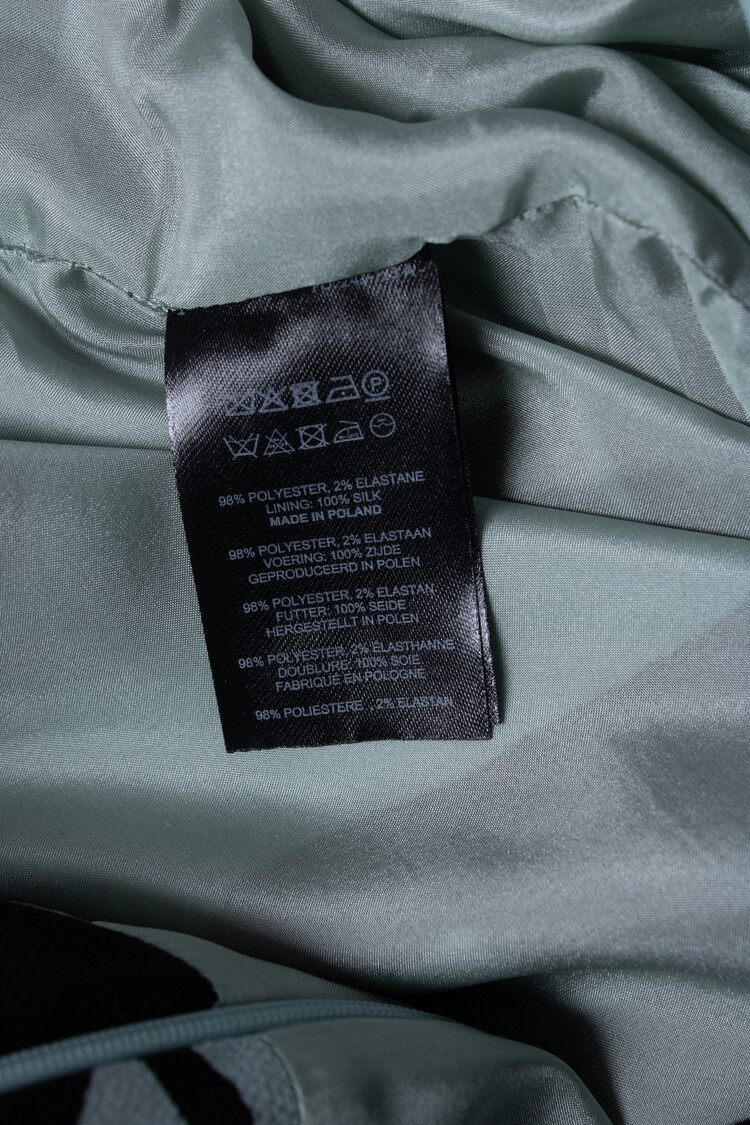 P
98% POLYESTER, 2% ELASTANE
LINING: 100% SILK
MADE IN POLAND
98% POLYESTER, 2% ELASTAAN
VOERING: 100% ZIJDE
GEPRODUCEERD IN POLEN
98% POLYESTER, 2% ELASTAN
FUTTER: 100% SEIDE
HERGESTELLT IN POLEN
98% POLYESTER, 2% ELASTHANNE
DOUBLURE: 100% SOIE
FABRIQUÉ EN POLOGNE
98% POLIESTERE , 2% ELASTAN